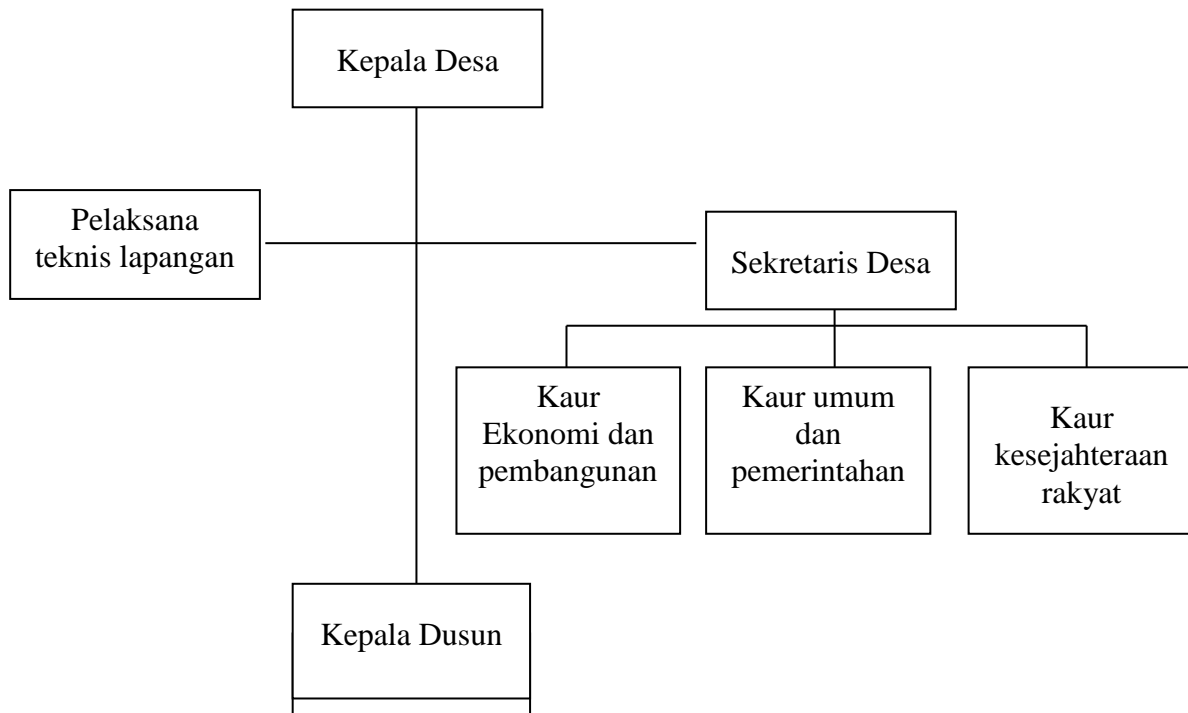 Kepala Desa
Pelaksana
teknis lapangan
Sekretaris Desa
Kaur
Ekonomi dan
pembangunan
Kaur umum
dan
pemerintahan
Kaur
kesejahteraan
rakyat
Kepala Dusun